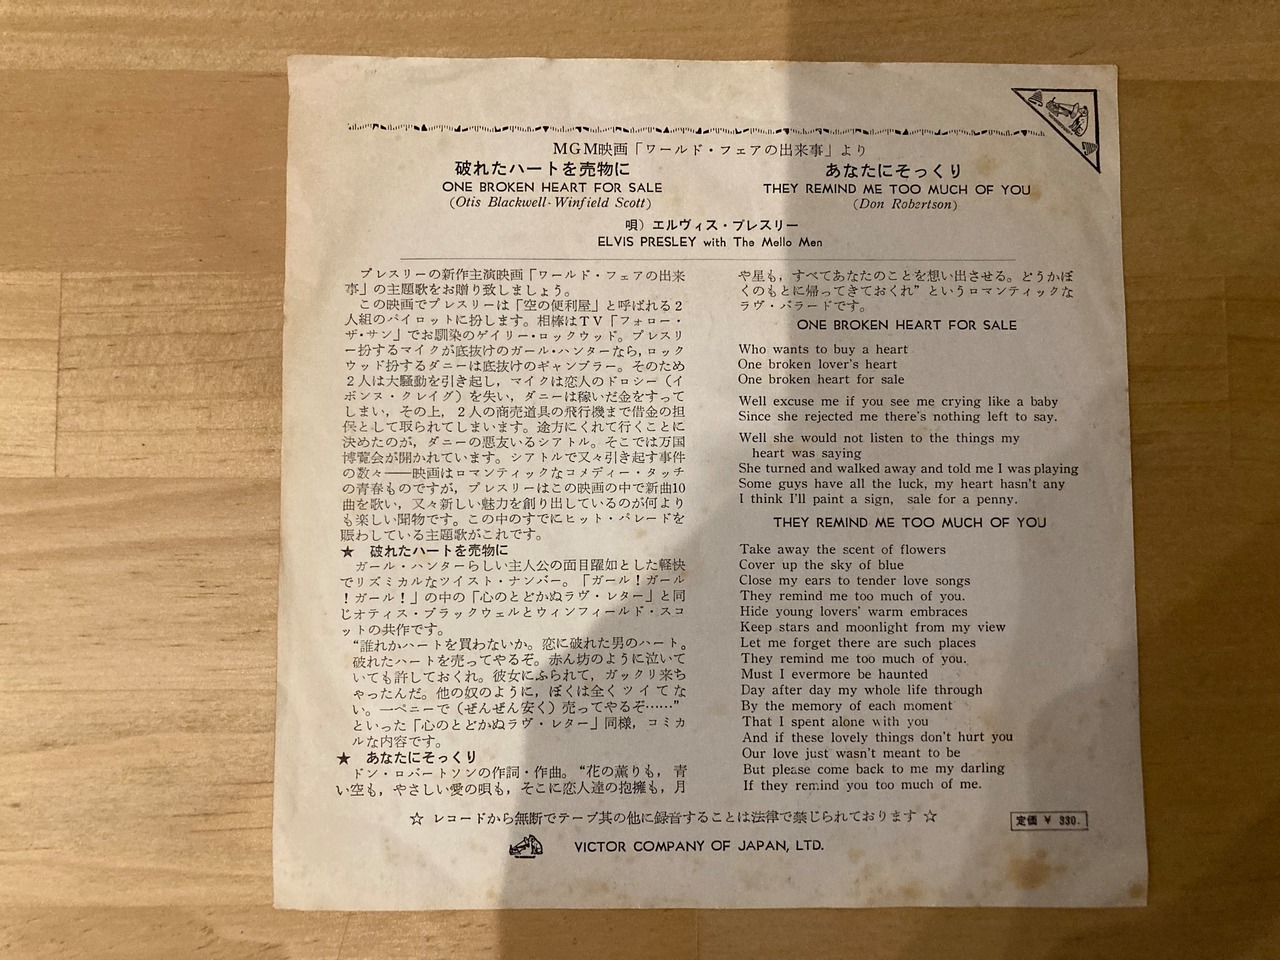 MGM映画「ワールド・フェアの出来事」より
破れたハートを売物に
ONE BROKEN HEART FOR SALE
(Otis Blackwell-Winfield Scott)
あなたにそっくり
THEY REMIND ME TOO MUCH OF YOU
(Don Robertson)
唄）エルヴィス・プレスリー
ELVIS PRESLEY with The Mello Men
プレスリーの新作主演映画「ワールド・フェアの出来
事」の主題歌をお贈り致しましょう。
この映画でプレスリーは「空の便利屋」と呼ばれる2
人組のパイロットに扮します。相棒はTV「フォロー・
ザ・サン」でお馴染のゲイリー・ロックウッド。プレスリ
ー扮するマイクが底抜けのガール・ハンターなら，ロック
ウッド扮するダニーは底抜けのギャンブラー。そのため
2人は大騒動を引き起し，マイクは恋人のドロシー（イ
ボンヌ・クレイグ）を失い，ダニーは稼いだ金をすって
しまい，その上，2人の商売道具の飛行機まで借金の担
保として取られてしまいます。途方にくれて行くことに
決めたのが，ダニーの悪友いるシアトル。そこでは万国
博覧会が開かれています。シアトルで又々引き起す事件
の数々――映画はロマンティックなコメディー・タッチ
の青春ものですが，プレスリーはこの映画の中で新曲10
曲を歌い，又々新しい魅力を創り出しているのが何より
も楽しい聞物です。この中のすでにヒット・パレードを
賑わしている主題歌がこれです。
★ 破れたハートを売物に
ガール・ハンターらしい主人公の面目躍如とした軽快
でリズミカルなツイスト・ナンバー。「ガール！ガール
！ガール！」の中の「心のとどかぬラヴ・レター」と同
じオティス・ブラックウェルとウィンフィールド・スコ
ットの共作です。
“誰れかハートを買わないか。恋に破れた男のハート。
破れたハートを売ってやるぞ。赤ん坊のように泣いて
いても許しておくれ。彼女にふられて，ガックリ来ち
ゃったんだ。他の奴のように，ぼくは全くツイてな
い。一ペニーで（ぜんぜん安く）売ってやるぞ……”
といった「心のとどかぬラヴ・レター」同様，コミカ
ルな内容です。
★ あなたにそっくり
ドン・ロバートソンの作詞・作曲。“花の薫りも，青
い空も，やさしい愛の唄も，そこに恋人達の抱擁も，月
や星も，すべてあなたのことを想い出させる。どうかぼ
くのもとに帰ってきておくれ”というロマンティックな
ラヴ・バラードです。
ONE BROKEN HEART FOR SALE
Who wants to buy a heart
One broken lover's heart
One broken heart for sale
Well excuse me if you see me crying like a baby
Since she rejected me there's nothing left to say.
Well she would not listen to the things my
heart was saying
She turned and walked away and told me I was playing
Some guys have all the luck, my heart hasn't any
I think I'll paint a sign, sale for a penny.
THEY REMIND ME TOO MUCH OF YOU
Take away the scent of flowers
Cover up the sky of blue
Close my ears to tender love songs
They remind me too much of you.
Hide young lovers' warm embraces
Keep stars and moonlight from my view
Let me forget there are such places
They remind me too much of you.
Must I evermore be haunted
Day after day my whole life through
By the memory of each moment
That I spent alone with you
And if these lovely things don't hurt you
Our love just wasn't meant to be
But please come back to me my darling
If they remind you too much of me.
☆ レコードから無断でテープ其の他に録音することは法律で禁じられております ☆
定価 ¥ 330.
VICTOR COMPANY OF JAPAN, LTD.